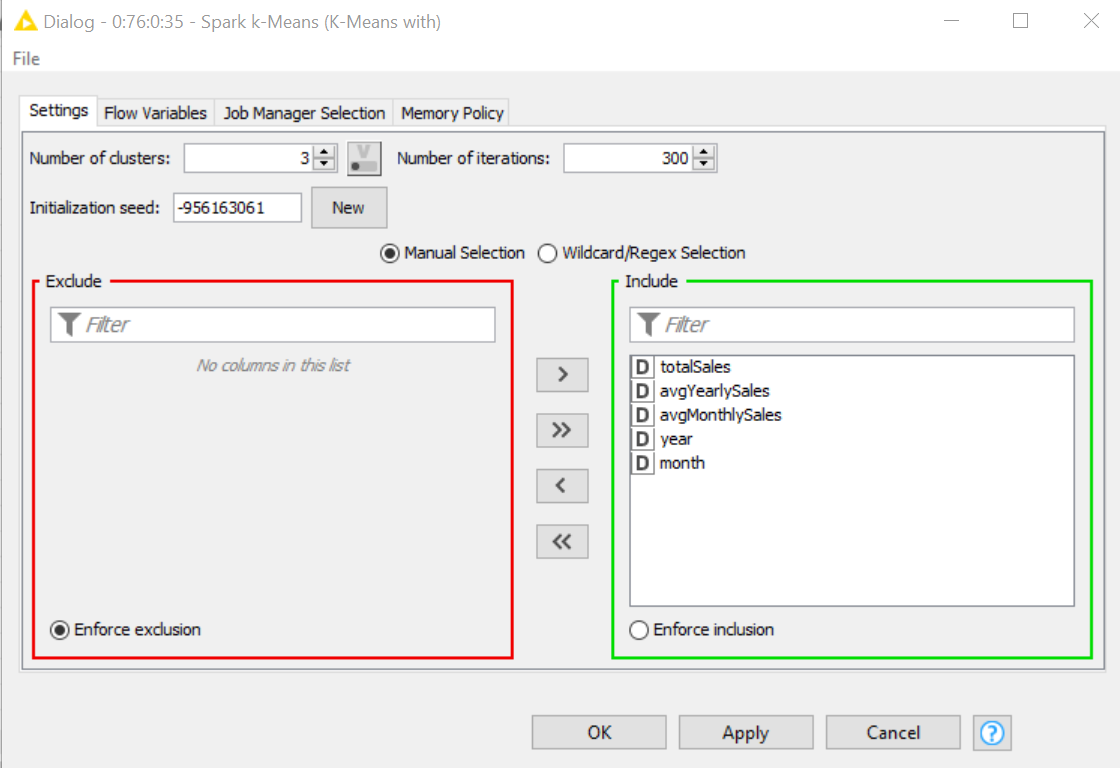 Dialog - 0:76:0:35 - Spark k-Means (K-Means with)
File
Settings Flow Variables Job Manager Selection Memory Policy
Number of clusters: 3 V Number of iterations: 300
Initialization seed: -956163061 New
Manual Selection Wildcard/Regex Selection
Exclude Include
Filter Filter
No columns in this list
D totalSales
D avgYearlySales
D avgMonthlySales
D year
D month
>
>>
<
<<
Enforce exclusion Enforce inclusion
OK Apply Cancel ?